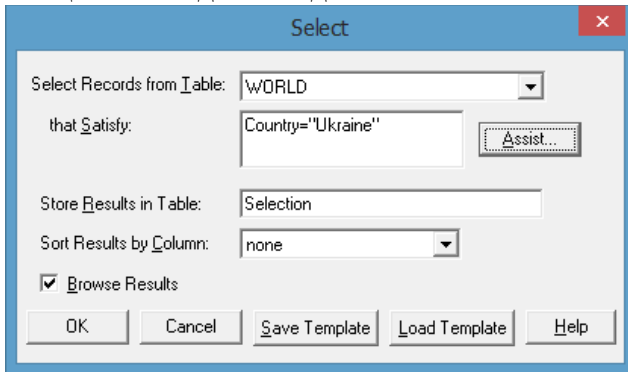 Select
Select Records from Table: WORLD
that Satisfy: Country="Ukraine"
Assist...
Store Results in Table: Selection
Sort Results by Column: none
Browse Results
OK Cancel Save Template Load Template Help